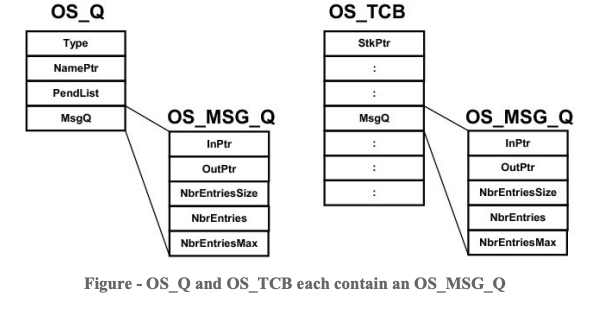 OS_Q
Type
NamePtr
PendList
MsgQ
OS_MSG_Q
InPtr
OutPtr
NbrEntriesSize
NbrEntries
NbrEntriesMax
OS_TCB
StkPtr
:
:
MsgQ
:
:
:
OS_MSG_Q
InPtr
OutPtr
NbrEntriesSize
NbrEntries
NbrEntriesMax
Figure - OS_Q and OS_TCB each contain an OS_MSG_Q